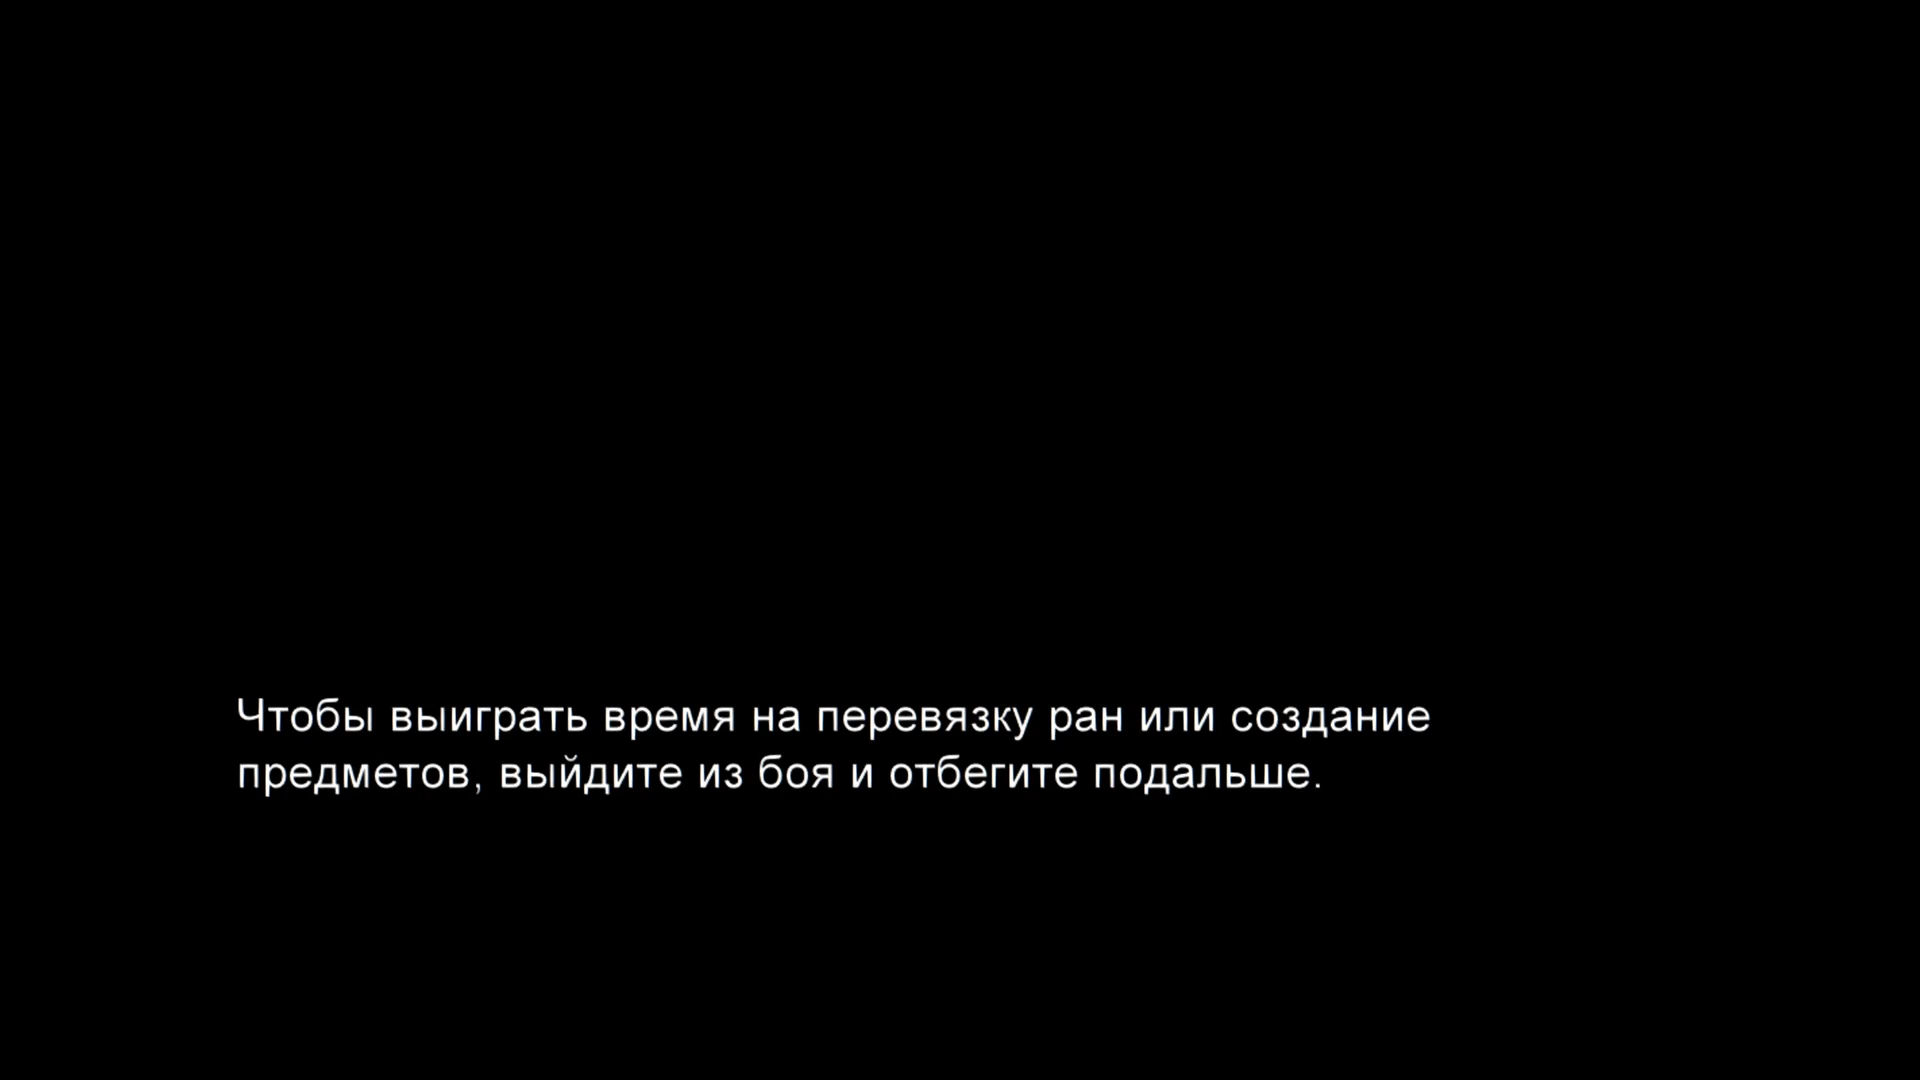 Чтобы выиграть время на перевязку ран или создание
предметов, выйдите из боя и отбегите подальше.